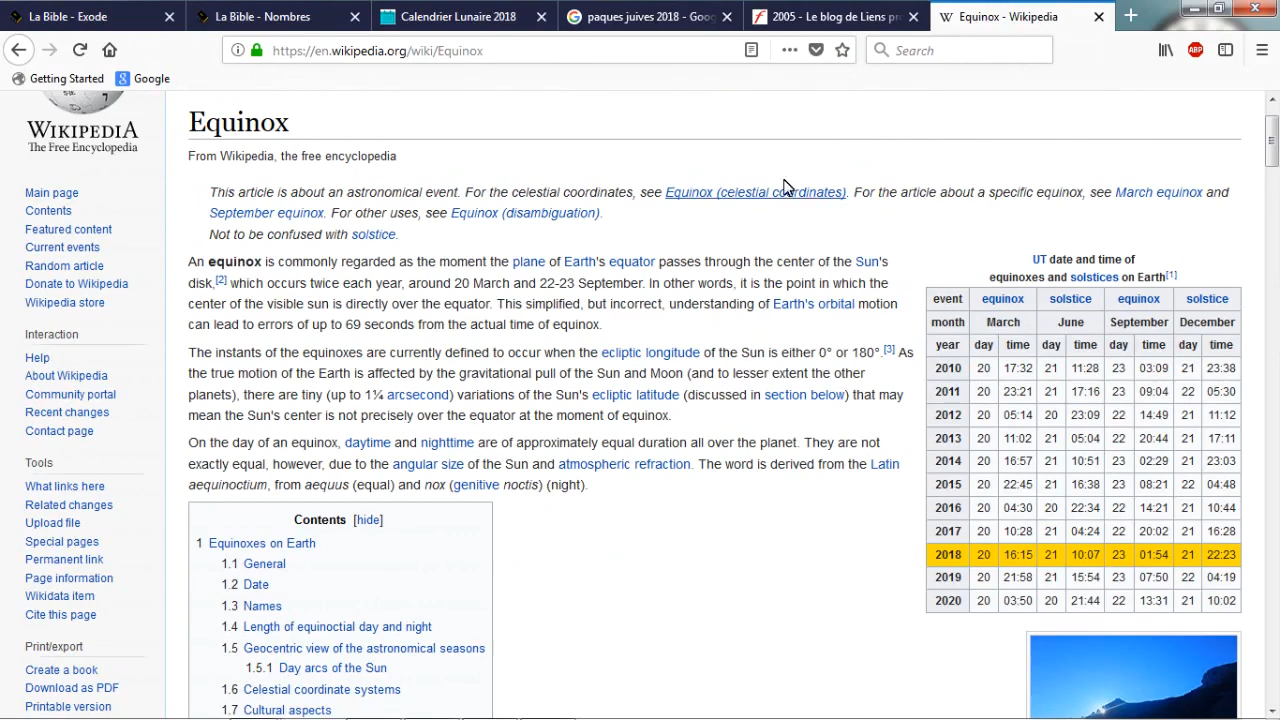 La Bible - Exode
La Bible - Nombres
Calendrier Lunaire 2018
paques juives 2018 - Goog
2005 - Le blog de Liens pr
Equinox - Wikipedia
https://en.wikipedia.org/wiki/Equinox
Search
ABP
Getting Started
Google
WIKIPEDIA
The Free Encyclopedia
Main page
Contents
Featured content
Current events
Random article
Donate to Wikipedia
Wikipedia store
Interaction
Help
About Wikipedia
Community portal
Recent changes
Contact page
Tools
What links here
Related changes
Upload file
Special pages
Permanent link
Page information
Wikidata item
Cite this page
Print/export
Create a book
Download as PDF
Printable version
Equinox
From Wikipedia, the free encyclopedia
This article is about an astronomical event. For the celestial coordinates, see Equinox (celestial coordinates). For the article about a specific equinox, see March equinox and
September equinox. For other uses, see Equinox (disambiguation).
Not to be confused with solstice.
An equinox is commonly regarded as the moment the plane of Earth's equator passes through the center of the Sun's
disk,[2] which occurs twice each year, around 20 March and 22-23 September. In other words, it is the point in which the
center of the visible sun is directly over the equator. This simplified, but incorrect, understanding of Earth's orbital motion
can lead to errors of up to 69 seconds from the actual time of equinox.
The instants of the equinoxes are currently defined to occur when the ecliptic longitude of the Sun is either 0° or 180°.[3] As
the true motion of the Earth is affected by the gravitational pull of the Sun and Moon (and to lesser extent the other
planets), there are tiny (up to 1¼ arcsecond) variations of the Sun's ecliptic latitude (discussed in section below) that may
mean the Sun's center is not precisely over the equator at the moment of equinox.
On the day of an equinox, daytime and nighttime are of approximately equal duration all over the planet. They are not
exactly equal, however, due to the angular size of the Sun and atmospheric refraction. The word is derived from the Latin
aequinoctium, from aequus (equal) and nox (genitive noctis) (night).
Contents [hide]
1 Equinoxes on Earth
1.1 General
1.2 Date
1.3 Names
1.4 Length of equinoctial day and night
1.5 Geocentric view of the astronomical seasons
1.5.1 Day arcs of the Sun
1.6 Celestial coordinate systems
1.7 Cultural aspects
UT date and time of
equinoxes and solstices on Earth[1]
event equinox solstice equinox solstice
month March June September December
year day time day time day time day time
2010 20 17:32 21 11:28 23 03:09 21 23:38
2011 20 23:21 21 17:16 23 09:04 22 05:30
2012 20 05:14 20 23:09 22 14:49 21 11:12
2013 20 11:02 21 05:04 22 20:44 21 17:11
2014 20 16:57 21 10:51 23 02:29 21 23:03
2015 20 22:45 21 16:38 23 08:21 22 04:48
2016 20 04:30 20 22:34 22 14:21 21 10:44
2017 20 10:28 21 04:24 22 20:02 21 16:28
2018 20 16:15 21 10:07 23 01:54 21 22:23
2019 20 21:58 21 15:54 23 07:50 22 04:19
2020 20 03:50 20 21:44 22 13:31 21 10:02